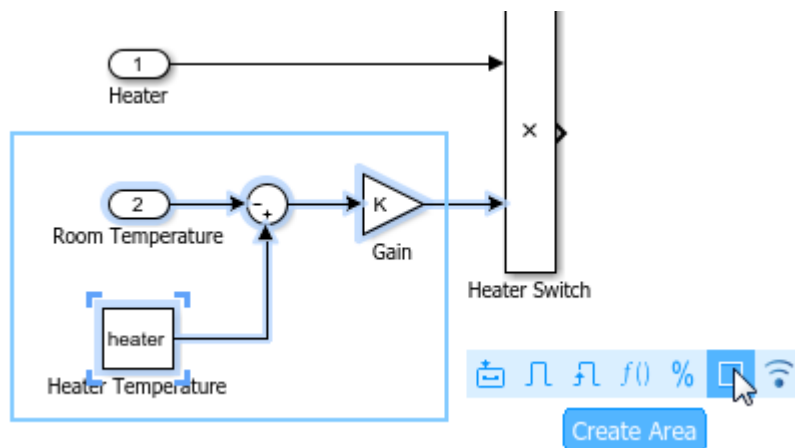 1
Heater
×
2
- +
K
Room Temperature
Gain
Heater Switch
heater
Heater Temperature
f() %
Create Area